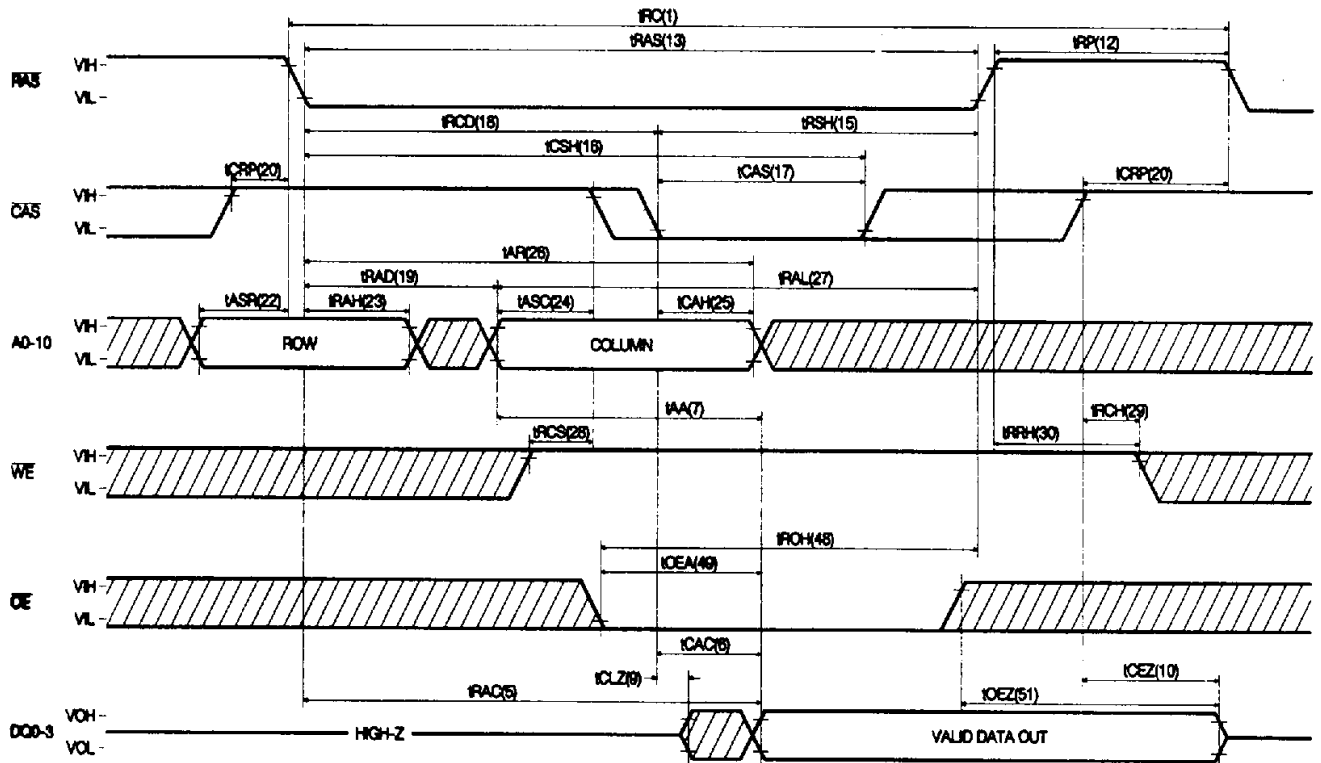 tRC(1)
tRAS(13)
tRP(12)
RAS
VIH
VIL
tRCD(18)
tRSH(15)
tCSH(16)
tCRP(20)
tCAS(17)
tCRP(20)
CAS
VIH
VIL
tAR(26)
tRAD(19)
tRAL(27)
tASR(22)
tRAH(23)
tASC(24)
tCAH(25)
A0-10
VIH
VIL
ROW
COLUMN
tAA(7)
tRCS(28)
tRCH(29)
tRRH(30)
WE
VIH
VIL
tROH(48)
tOEA(49)
OE
VIH
VIL
tCAC(6)
tCLZ(9)
tCEZ(10)
tRAC(5)
tOEZ(51)
DQ0-3
VOH
VOL
HIGH-Z
VALID DATA OUT